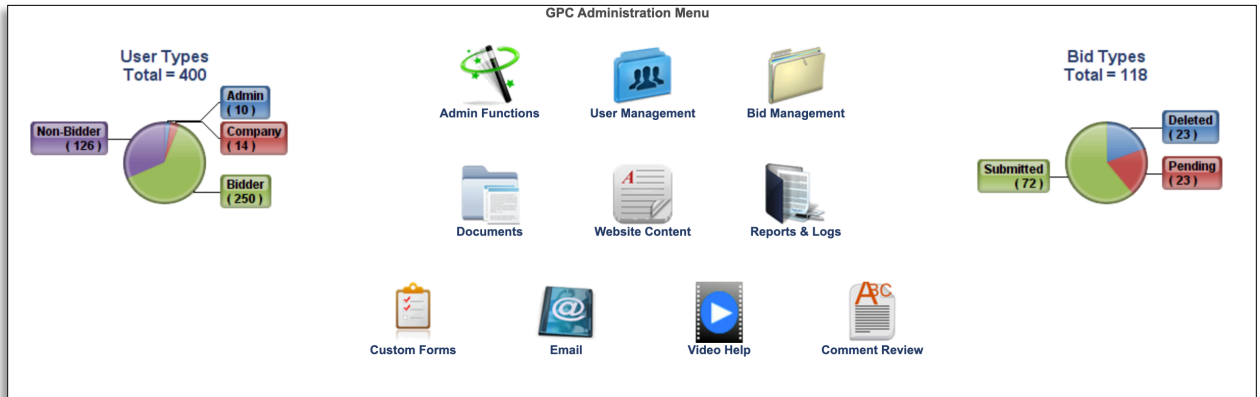 GPC Administration Menu
User Types
Total = 400
Admin
( 10 )
Non-Bidder
( 126 )
Company
( 14 )
Bidder
( 250 )
Admin Functions
User Management
Bid Management
Bid Types
Total = 118
Deleted
( 23 )
Submitted
( 72 )
Pending
( 23 )
A
Documents
Website Content
Reports & Logs
@
ABC
Custom Forms
Email
Video Help
Comment Review